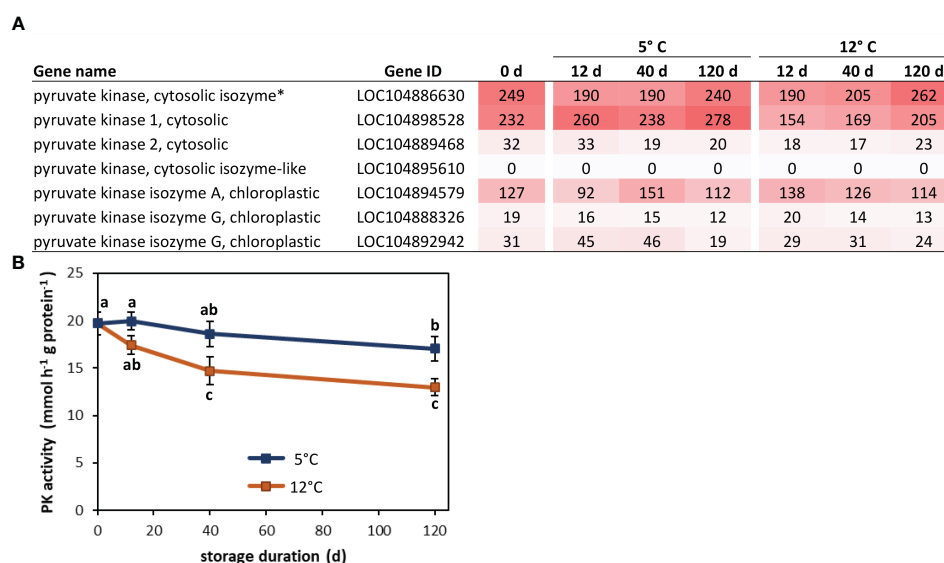 A
5° C 12° C
Gene name Gene ID 0 d 12 d 40 d 120 d 12 d 40 d 120 d
pyruvate kinase, cytosolic isozyme* LOC104886630 249 190 190 240 190 205 262
pyruvate kinase 1, cytosolic LOC104898528 232 260 238 278 154 169 205
pyruvate kinase 2, cytosolic LOC104889468 32 33 19 20 18 17 23
pyruvate kinase, cytosolic isozyme-like LOC104895610 0 0 0 0 0 0 0
pyruvate kinase isozyme A, chloroplastic LOC104894579 127 92 151 112 138 126 114
pyruvate kinase isozyme G, chloroplastic LOC104888326 19 16 15 12 20 14 13
pyruvate kinase isozyme G, chloroplastic LOC104892942 31 45 46 19 29 31 24
B
PK activity (mmol h⁻¹ g protein⁻¹)
25
20
15
10
5
0
a a ab b
ab c c
5°C
12°C
0 20 40 60 80 100 120
storage duration (d)